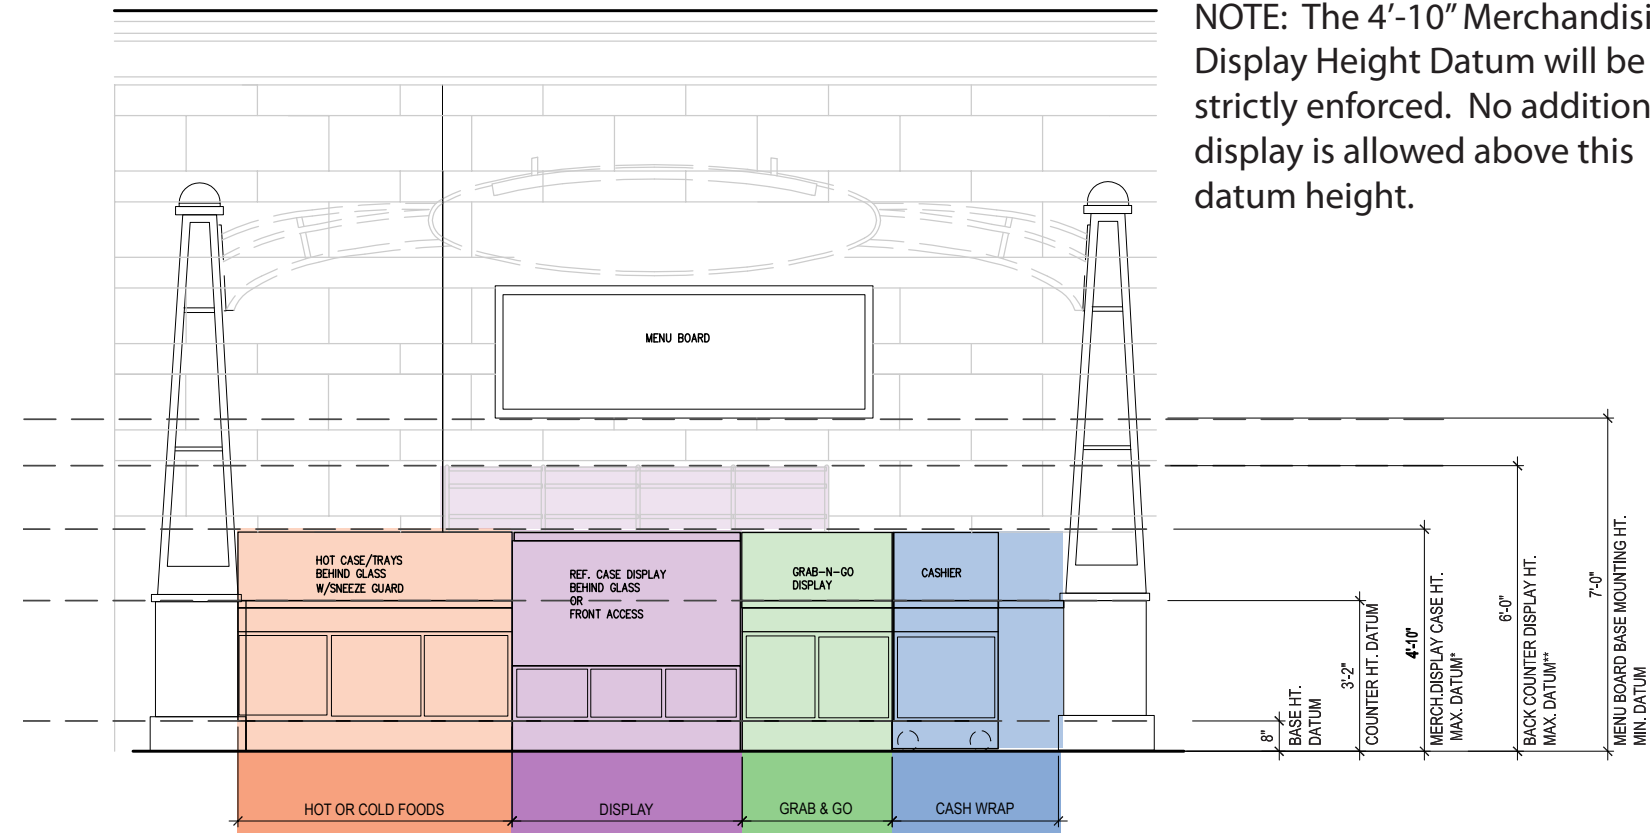 NOTE: The 4’-10” Merchandisi
Display Height Datum will be
strictly enforced. No addition
display is allowed above this
datum height.
MENU BOARD
HOT CASE/TRAYS
BEHIND GLASS
W/SNEEZE GUARD
REF. CASE DISPLAY
BEHIND GLASS
OR
FRONT ACCESS
GRAB-N-GO
DISPLAY
CASHIER
8"
BASE HT.
DATUM
3'-2"
COUNTER HT. DATUM
4'-10"
MERCH.DISPLAY CASE HT.
MAX. DATUM*
6'-0"
BACK COUNTER DISPLAY HT.
MAX. DATUM**
7'-0"
MENU BOARD BASE MOUNTING HT.
MIN. DATUM
HOT OR COLD FOODS
DISPLAY
GRAB & GO
CASH WRAP